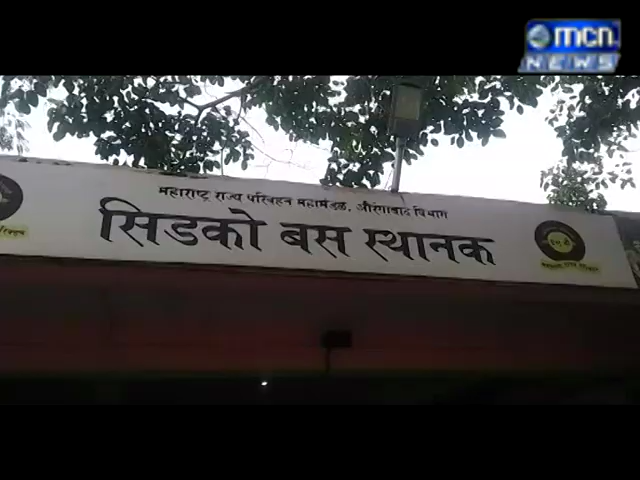 mcn
NEWS
महाराष्ट्र राज्य परिवहन महामंडळ, औरंगाबाद विभाग
सिडको बस स्थानक